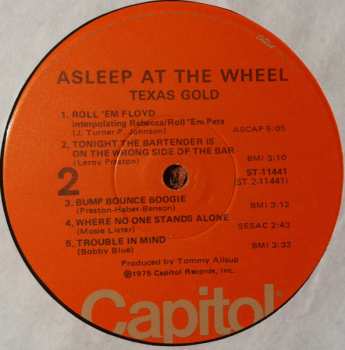 ASLEEP AT THE WHEEL
TEXAS GOLD
1. ROLL 'EM FLOYD
interpolating Rebecca/Roll 'Em Pete
(J. Turner-P. Johnson) ASCAP 5:05
2. TONIGHT THE BARTENDER IS
ON THE WRONG SIDE OF THE BAR
(Leroy Preston) BMI 3:10
2
ST-11441
(ST-2-11441)
3. BUMP BOUNCE BOOGIE
(Preston-Haber-Benson) BMI 3:12
4. WHERE NO ONE STANDS ALONE
(Mosie Lister) SESAC 2:43
5. TROUBLE IN MIND
(Bobby Blue) BMI 3:32
Produced by Tommy Allsup
℗1975 Capitol Records, Inc.
Capitol